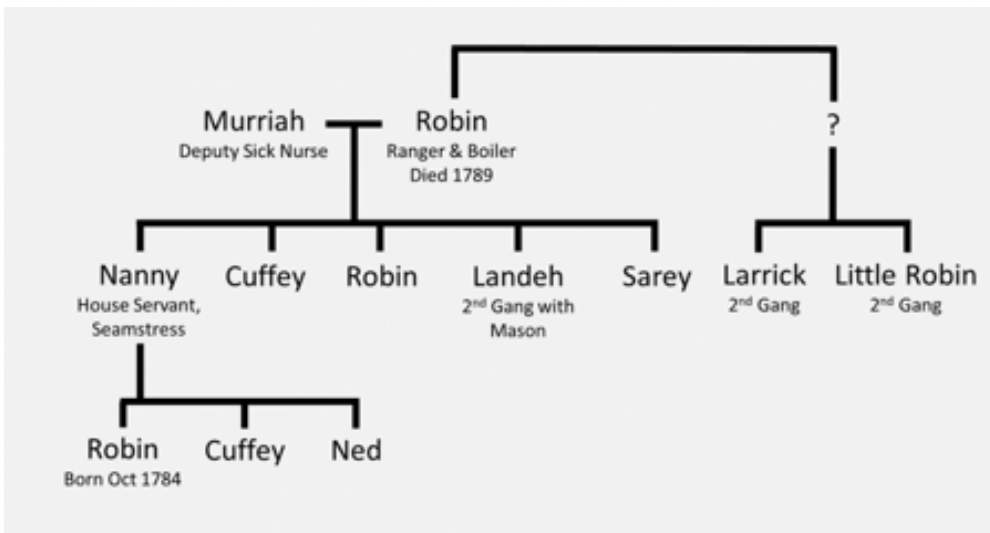 Murriah
Deputy Sick Nurse
Robin
Ranger & Boiler
Died 1789
?
Nanny
House Servant,
Seamstress
Cuffey
Robin
Landeh
2nd Gang with
Mason
Sarey
Larrick
2nd Gang
Little Robin
2nd Gang
Robin
Born Oct 1784
Cuffey
Ned